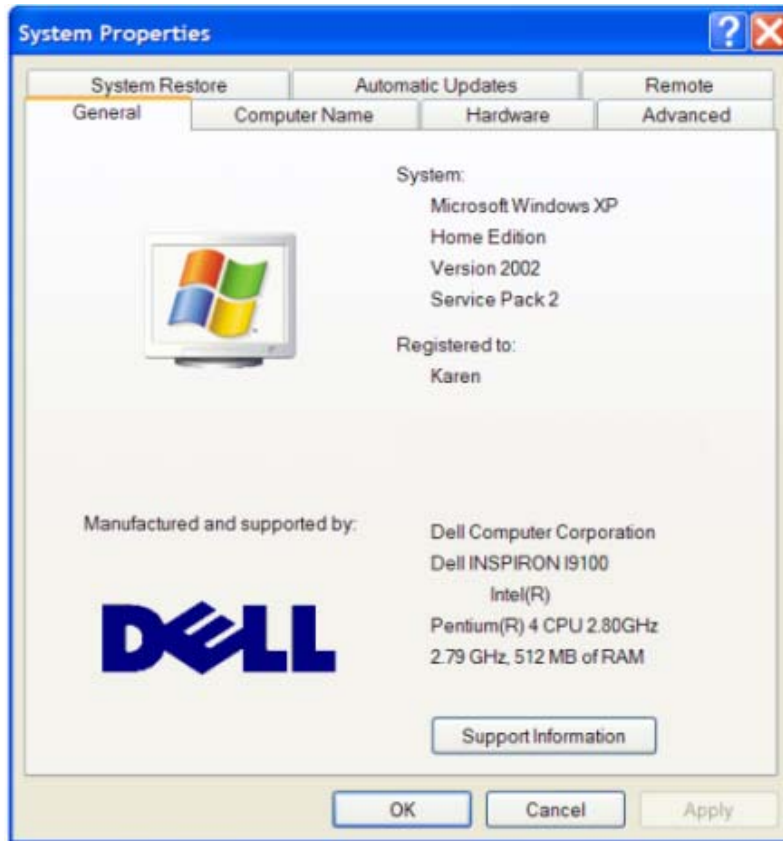 System Properties
System Restore
Automatic Updates
Remote
General
Computer Name
Hardware
Advanced
System:
Microsoft Windows XP
Home Edition
Version 2002
Service Pack 2
Registered to:
Karen
Manufactured and supported by:
DELL
Dell Computer Corporation
Dell INSPIRON I9100
Intel(R)
Pentium(R) 4 CPU 2.80GHz
2.79 GHz, 512 MB of RAM
Support Information
OK
Cancel
Apply